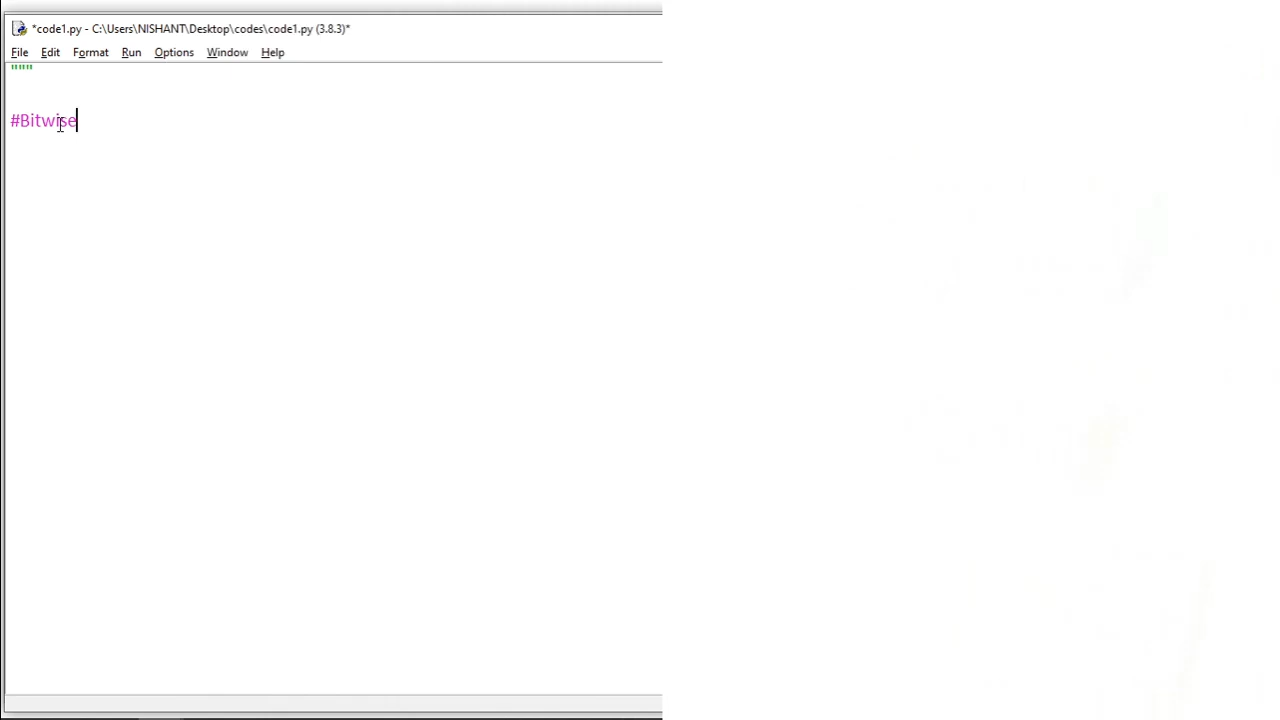 *code1.py - C:\Users\NISHANT\Desktop\codes\code1.py (3.8.3)*
File Edit Format Run Options Window Help
"""
#Bitwise